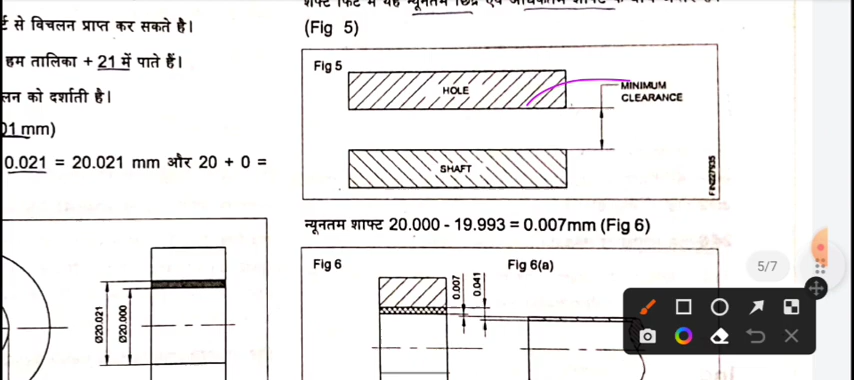 र्ट से विचलन प्राप्त कर सकते है।
हम तालिका + 21 में पाते हैं।
लन को दर्शाती है।
01 mm)
0.021 = 20.021 mm और 20 + 0 =
Ø20.021
Ø20.000
(Fig 5)
Fig 5
HOLE
MINIMUM
CLEARANCE
SHAFT
न्यूनतम शाफ्ट 20.000 - 19.993 = 0.007mm (Fig 6)
Fig 6
0.007
0.041
Fig 6(a)
5/7